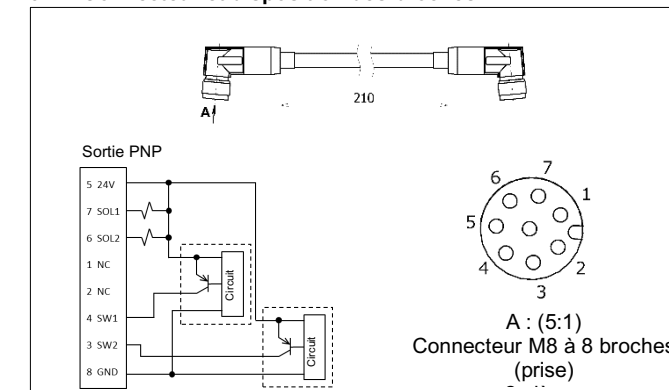 210
A
Sortie PNP
5 24V
7 SOL1
6 SOL2
1 NC
2 NC
4 SW1
3 SW2
8 GND
Circuit
Circuit
7
6
1
5
4
2
3
A : (5:1)
Connecteur M8 à 8 broches
(prise)